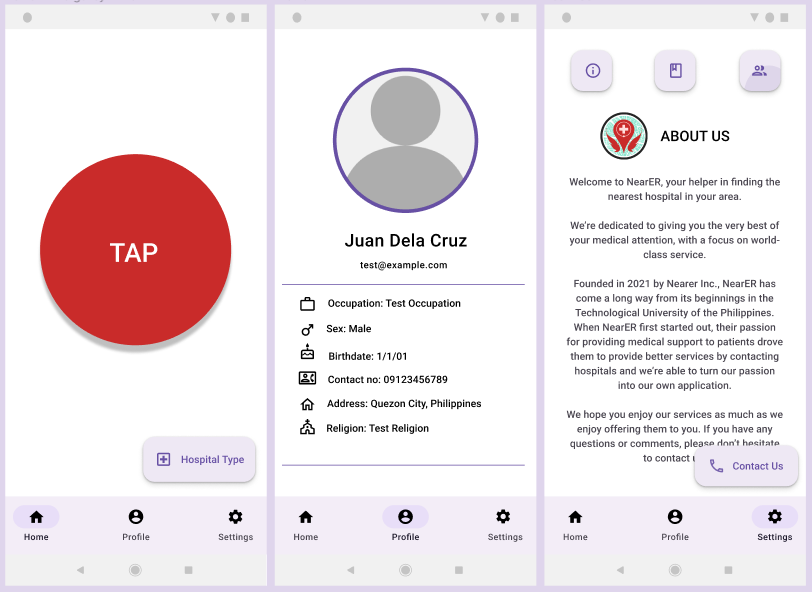 TAP
Hospital Type
Home
Profile
Settings
Juan Dela Cruz
test@example.com
Occupation: Test Occupation
Sex: Male
Birthdate: 1/1/01
Contact no: 09123456789
Address: Quezon City, Philippines
Religion: Test Religion
Home
Profile
Settings
ABOUT US
Welcome to NearER, your helper in finding the
nearest hospital in your area.
We're dedicated to giving you the very best of
your medical attention, with a focus on world-
class service.
Founded in 2021 by Nearer Inc., NearER has
come a long way from its beginnings in the
Technological University of the Philippines.
When NearER first started out, their passion
for providing medical support to patients drove
them to provide better services by contacting
hospitals and we're able to turn our passion
into our own application.
We hope you enjoy our services as much as we
enjoy offering them to you. If you have any
questions or comments, please don't hesitate
to contact
Contact Us
Home
Profile
Settings